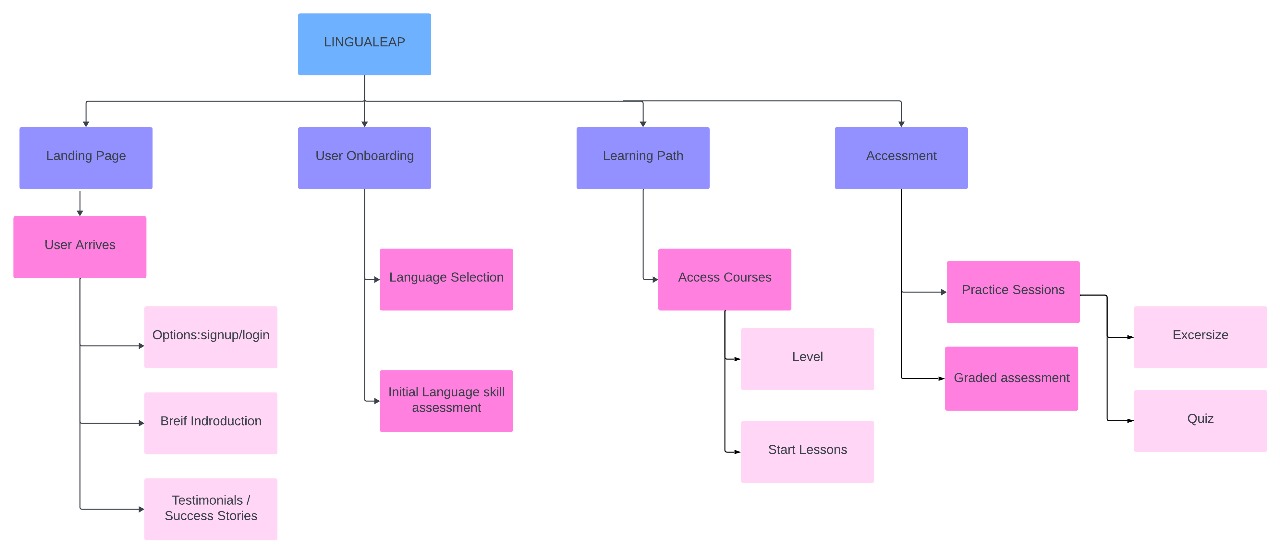 LINGUALEAP
Landing Page
User Onboarding
Learning Path
Accessment
User Arrives
Options:signup/login
Breif Indroduction
Testimonials /
Success Stories
Language Selection
Initial Language skill
assessment
Access Courses
Level
Start Lessons
Practice Sessions
Graded assessment
Excersize
Quiz